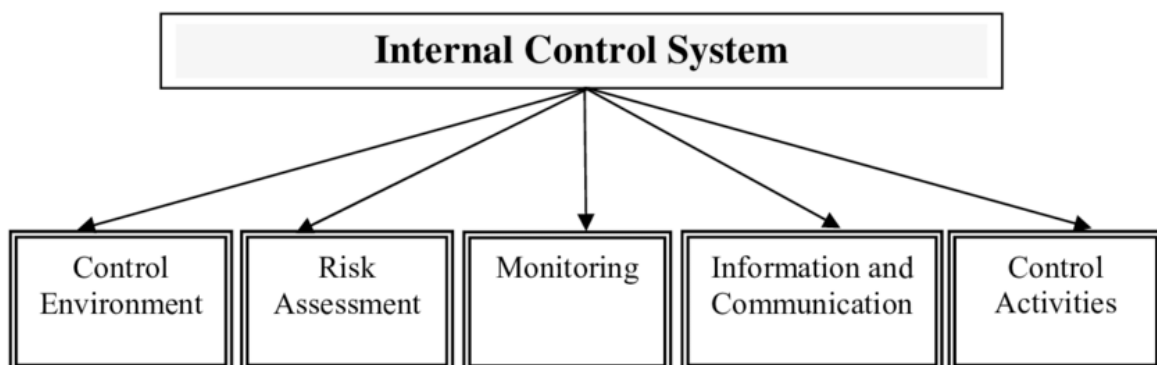 Internal Control System
Control
Environment
Risk
Assessment
Monitoring
Information and
Communication
Control
Activities